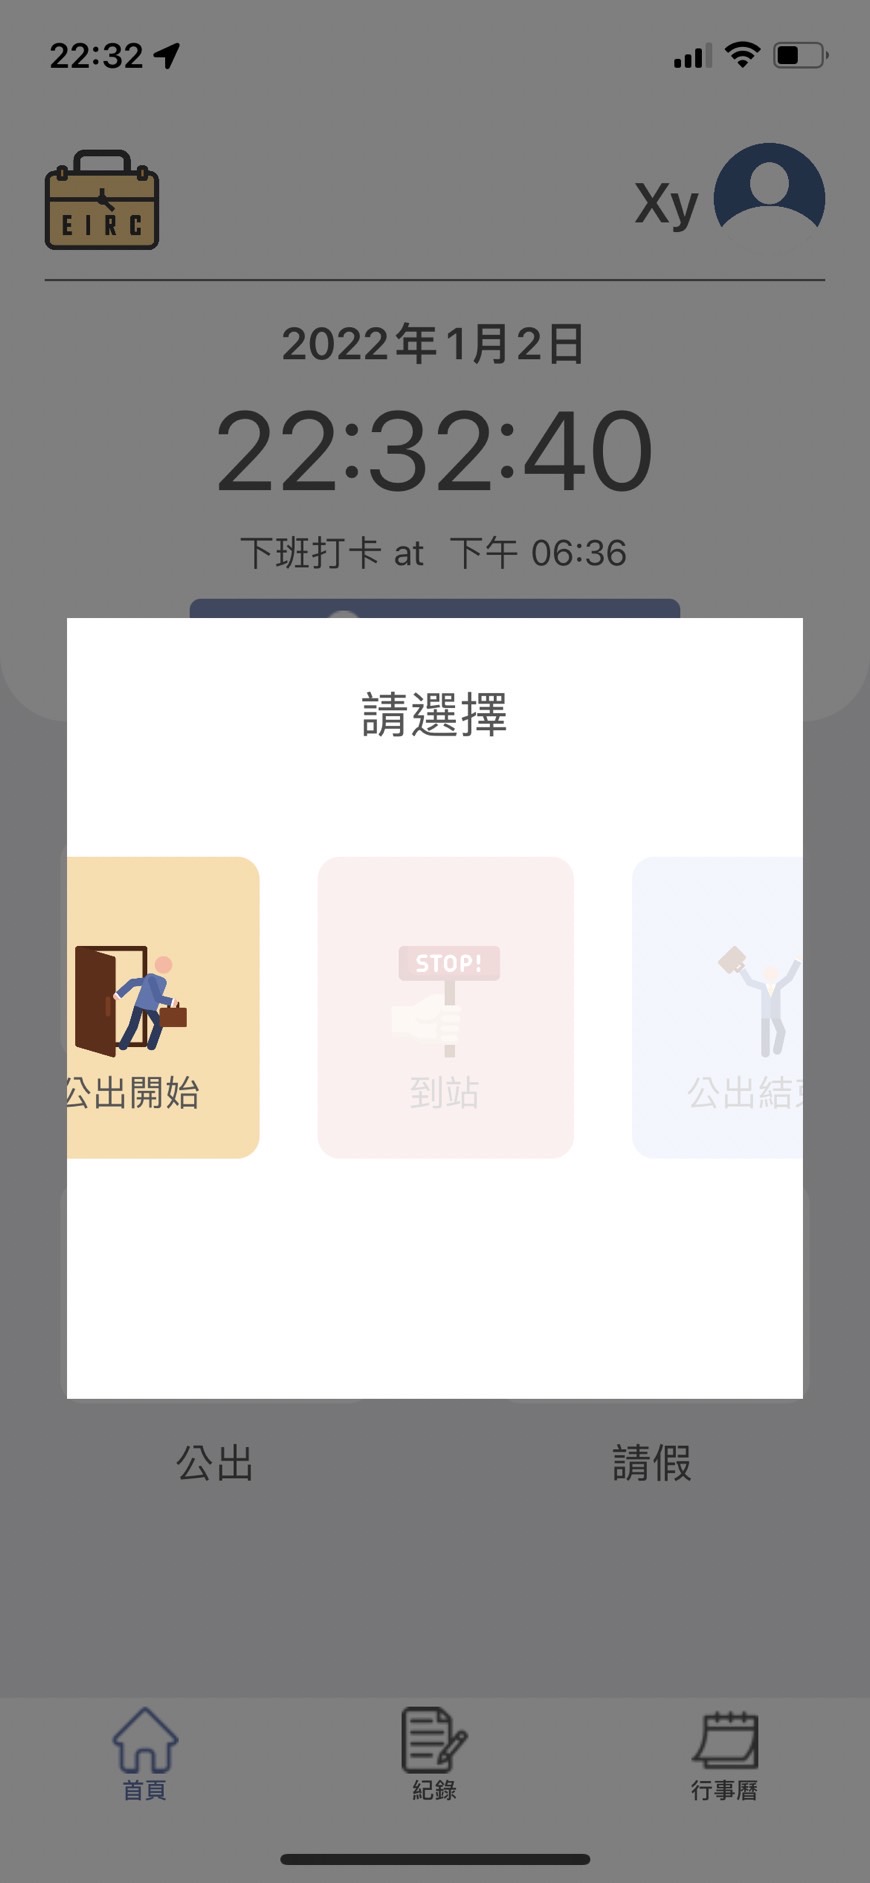 22:32
EIRC
Xy
2022年1月2日
22:32:40
下班打卡 at 下午 06:36
請選擇
STOP!
公出開始
到站
公出結
公出
請假
首頁
紀錄
行事曆